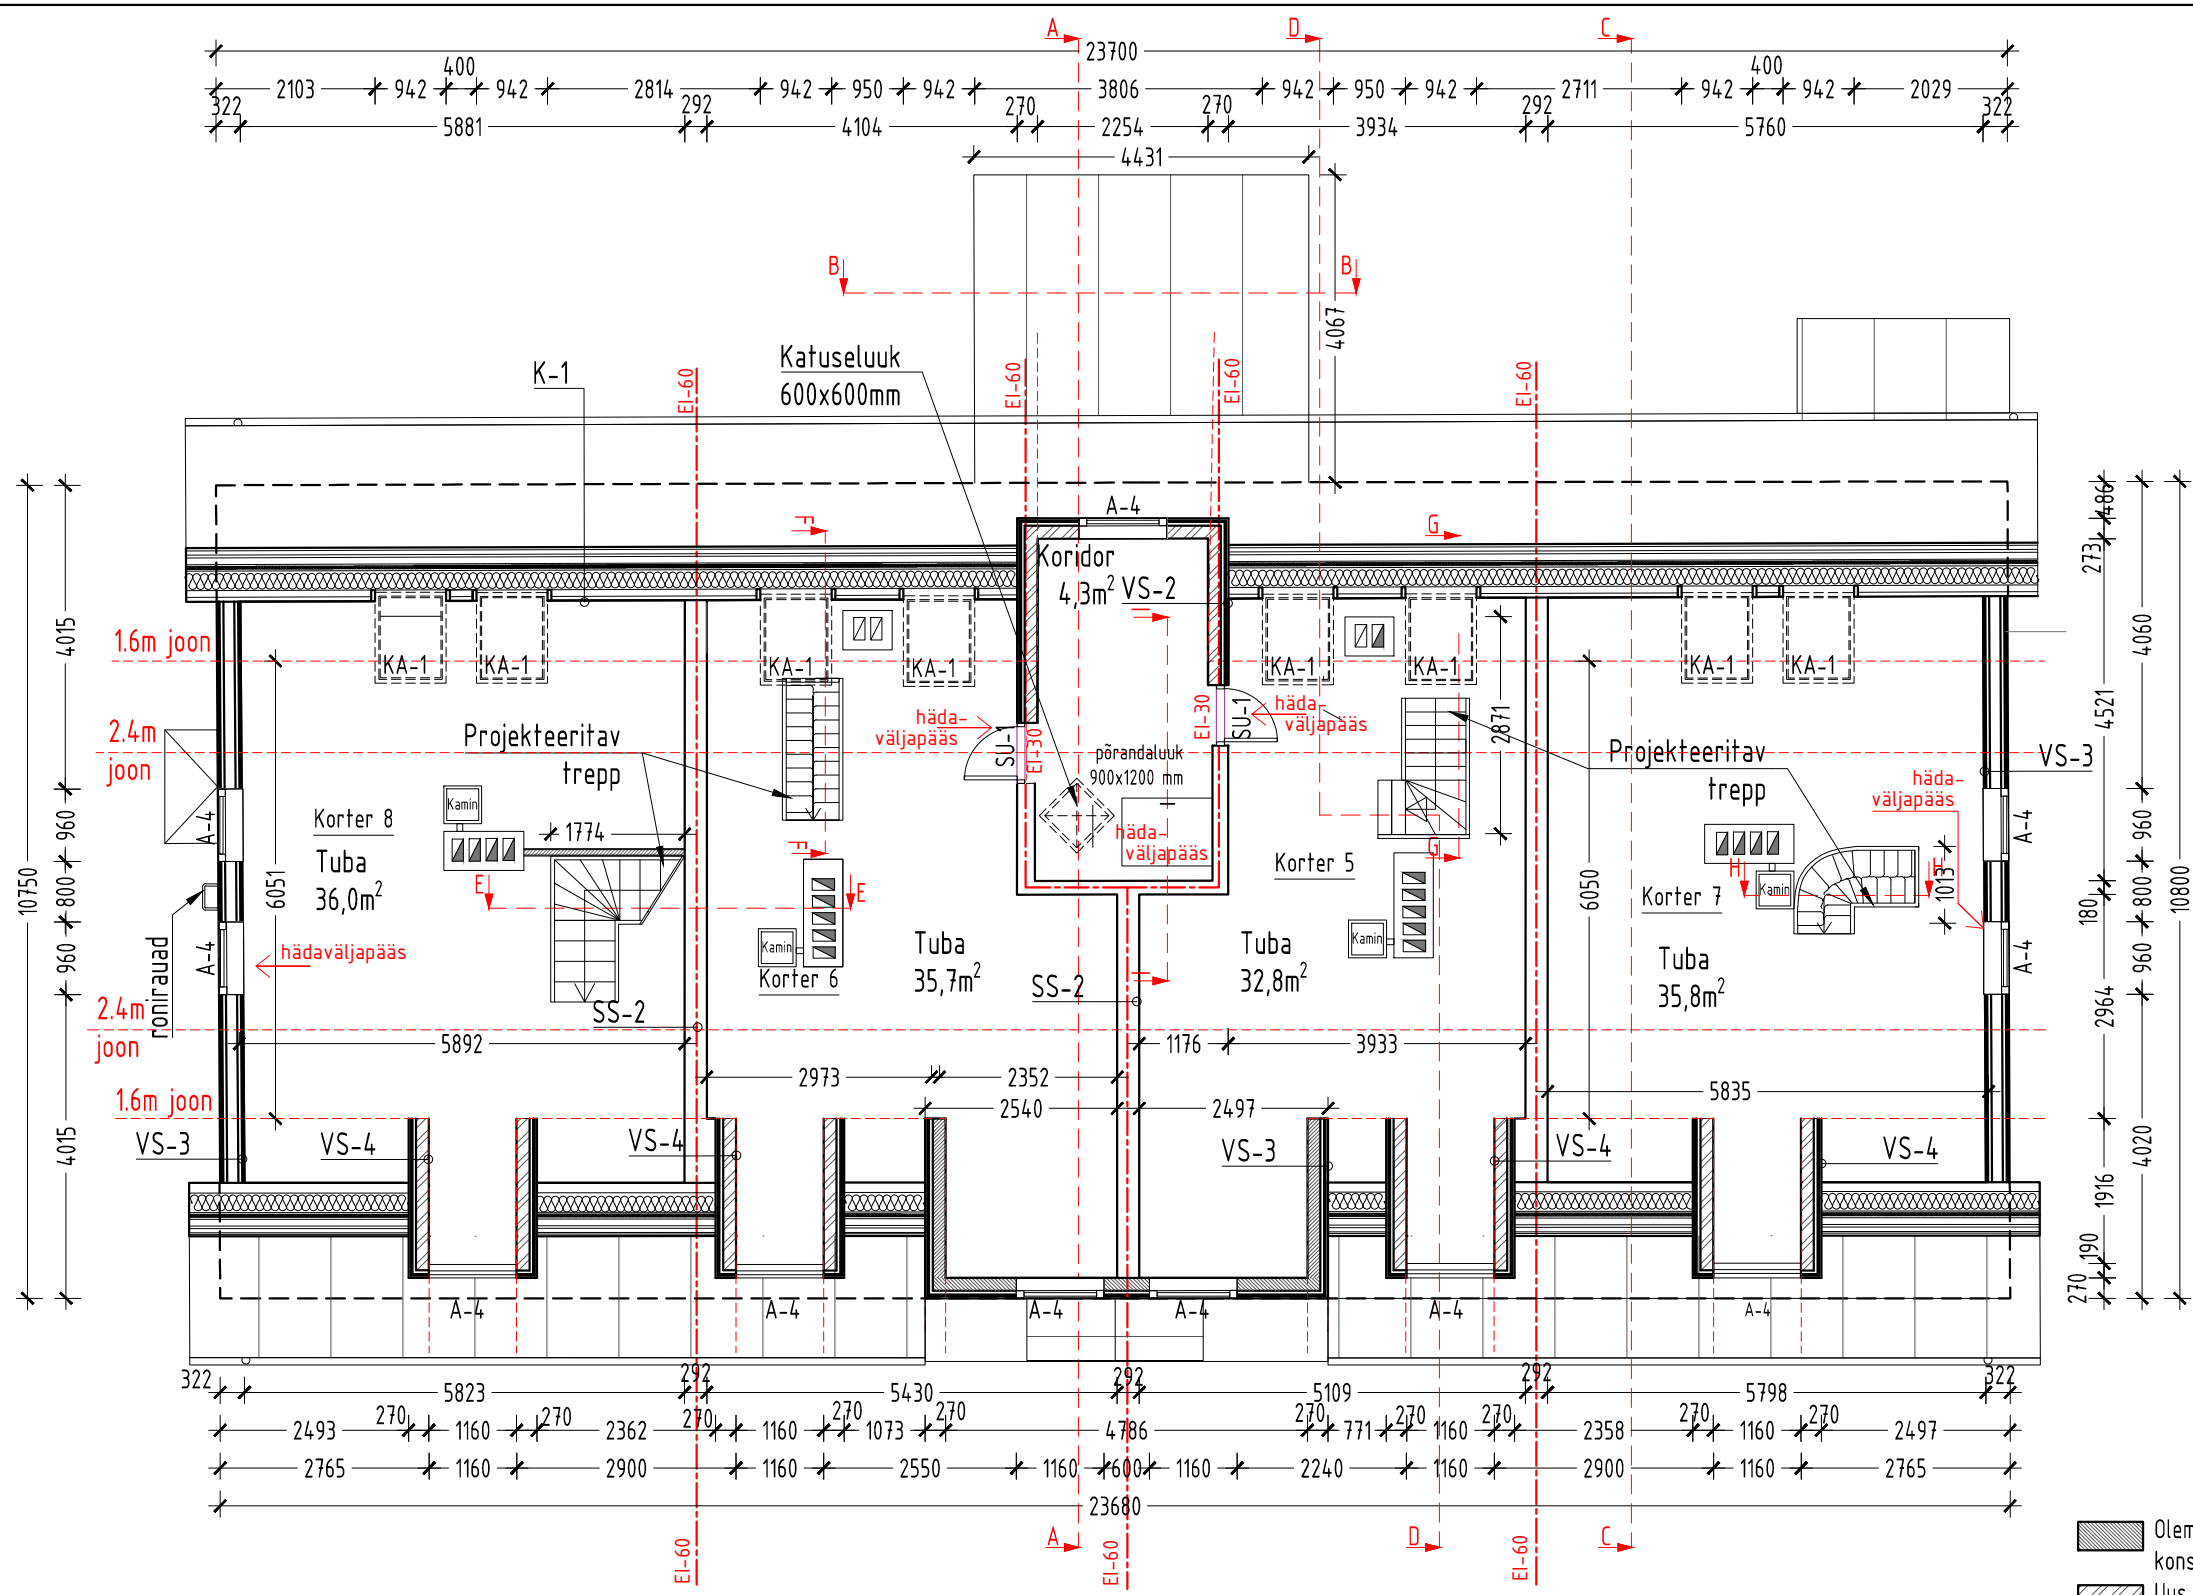 A D C
23700
400 400
2103 942 942 2814 942 950 942 3806 942 950 942 2711 942 942 2029
322 292 270 270 292 322
5881 4104 2254 3934 5760
4431
B B
4067
K-1
Katuseluuk
600x600mm
EI-60 EI-60 EI-60 EI-60
A-4
F G
Koridor
4,3m² VS-2
486
273
4015
1.6m joon
KA-1 KA-1 KA-1 KA-1 KA-1 KA-1 KA-1 KA-1
4060
4521
2.4m
joon
Projekteeritav
trepp
häda-
väljapääs
SU-1
EI-30
EI-30
SU-1
häda-
väljapääs
2871
põrandaluuk
900x1200 mm
Projekteeritav
trepp
VS-3
häda-
väljapääs
Kamin
Korter 8
Tuba
36,0m²
1774
F
häda-
väljapääs
G
Korter 5
A-4
A-4
960
960
10750
6051
800
E E
6050
Korter 7
H
Kamin
1013
800
180
10800
ronirauad
A-4
960
hädaväljapääs
Kamin
Korter 6
Tuba
35,7m²
Tuba
32,8m²
Kamin
Tuba
35,8m²
A-4
960
SS-2
SS-2
2.4m
joon
2964
5892
1176 3933
2973 2352
5835
1.6m joon
2540 2497
4015
VS-3 VS-4 VS-4 VS-3 VS-4 VS-4
1916
4020
190
270
A-4 A-4 A-4 A-4 A-4 A-4
322 292 292 292 322
5823 5430 5109 5798
270 270 270 270 270 270 270 270 270 270
2493 1160 2362 1160 1073 4786 771 1160 2358 1160 2497
2765 1160 2900 1160 2550 1160 600 1160 2240 1160 2900 1160 2765
23680
EI-60 A EI-60 D EI-60 C
Olem
kons